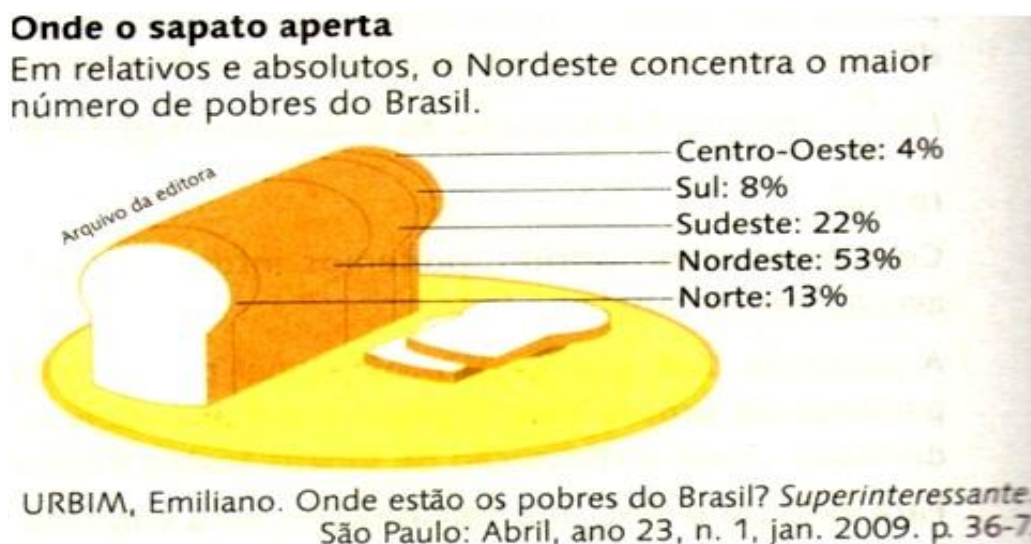 Onde o sapato aperta
Em relativos e absolutos, o Nordeste concentra o maior
número de pobres do Brasil.
Arquivo da editora
Centro-Oeste: 4%
Sul: 8%
Sudeste: 22%
Nordeste: 53%
Norte: 13%
URBIM, Emiliano. Onde estão os pobres do Brasil? Superinteressante
São Paulo: Abril, ano 23, n. 1, jan. 2009. p. 36-7